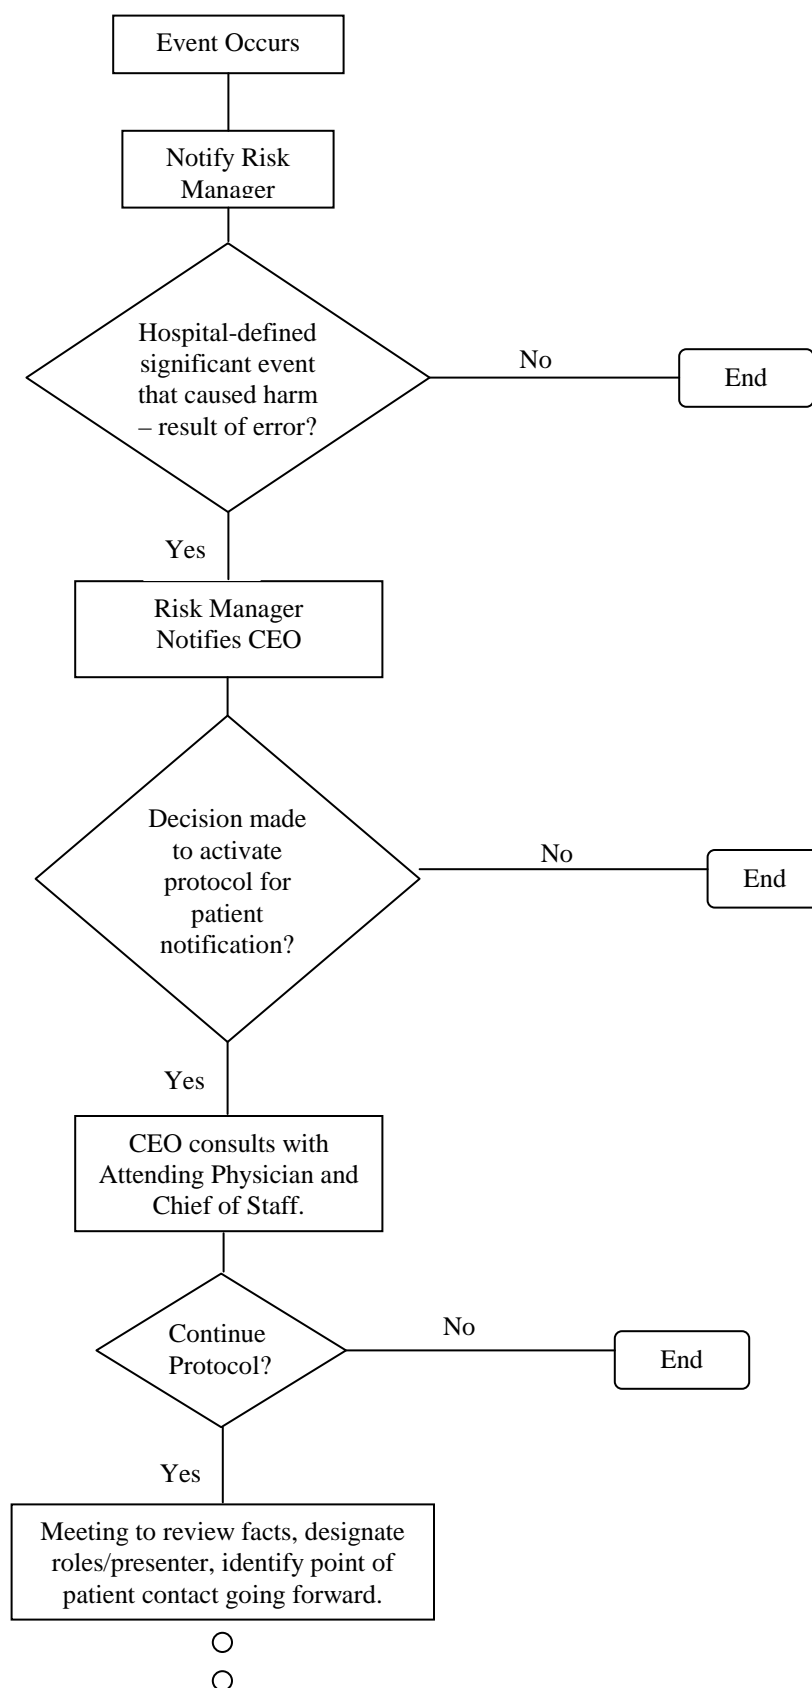 Event Occurs
Notify Risk
Manager
Hospital-defined
significant event
that caused harm
– result of error?
No
End
Yes
Risk Manager
Notifies CEO
Decision made
to activate
protocol for
patient
notification?
No
End
Yes
CEO consults with
Attending Physician and
Chief of Staff.
Continue
Protocol?
No
End
Yes
Meeting to review facts, designate
roles/presenter, identify point of
patient contact going forward.